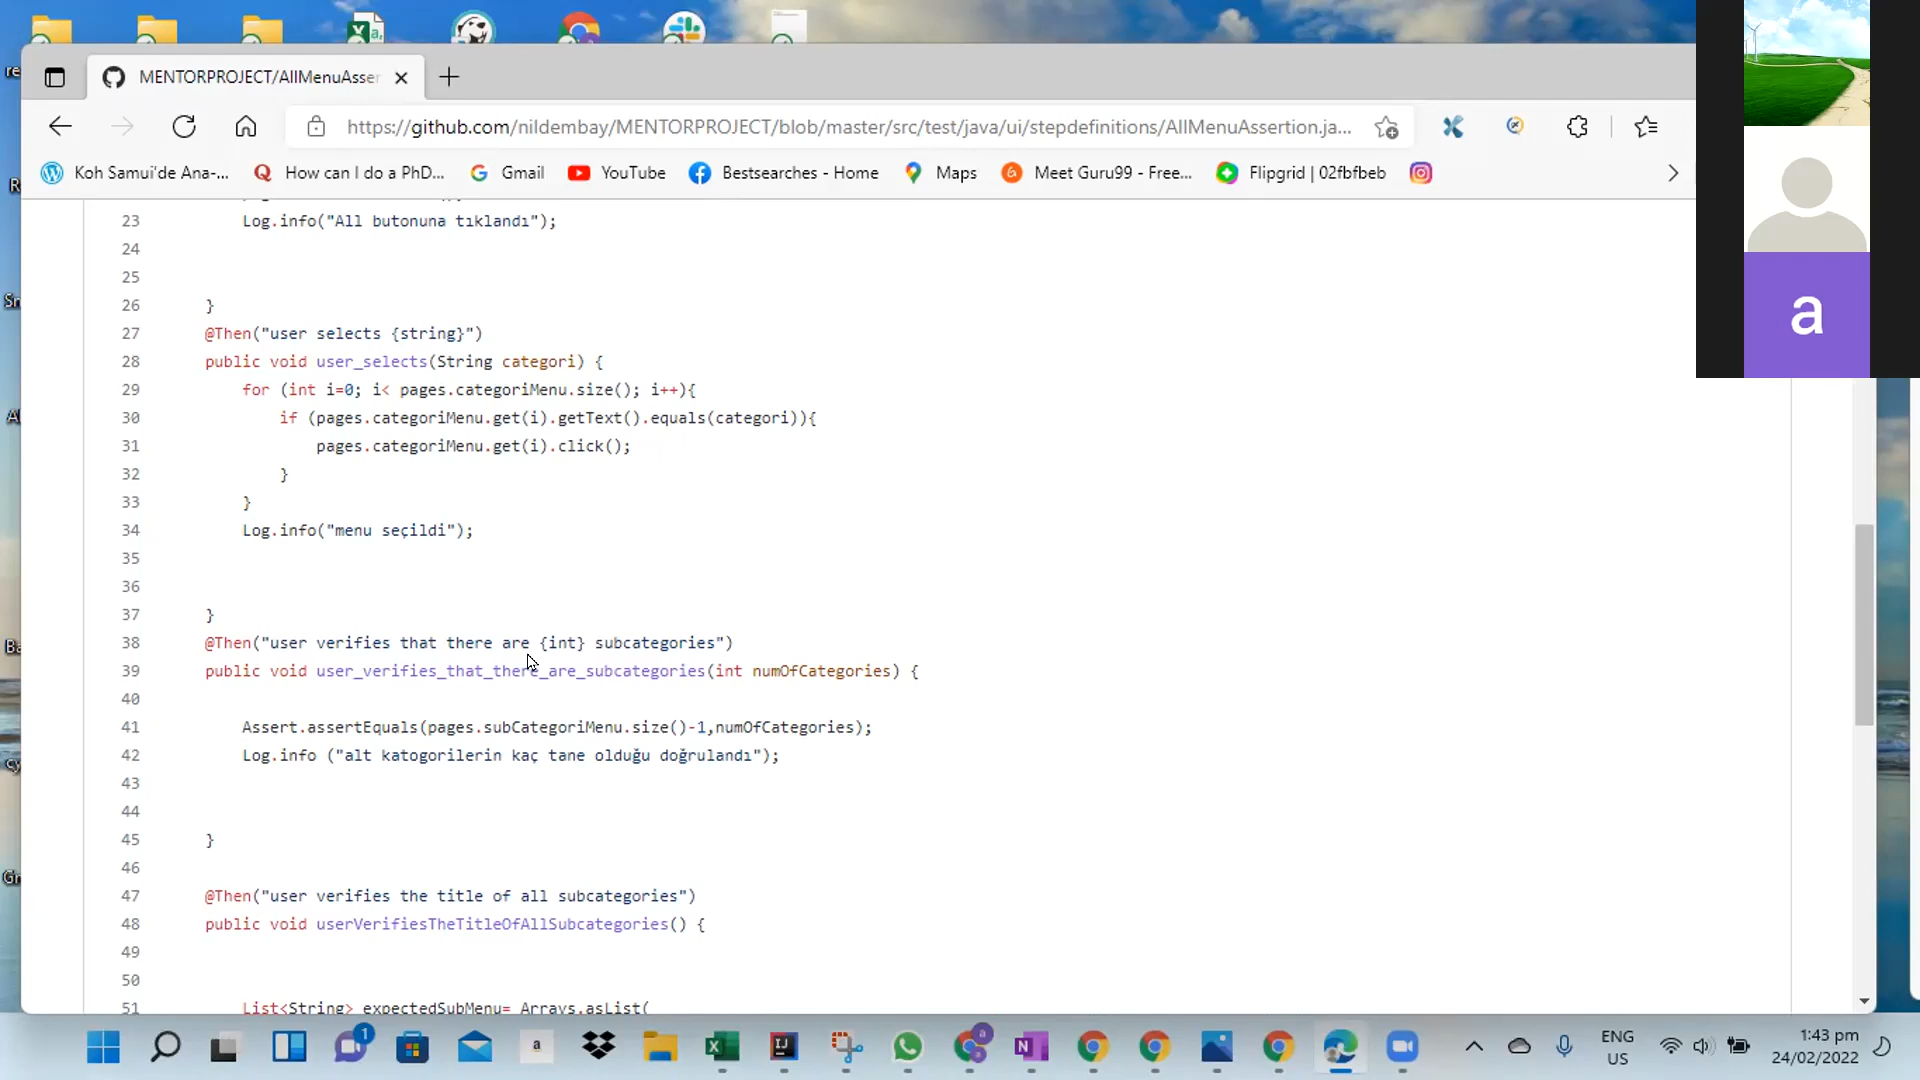 MENTORPROJECT/AllMenuAsser
https://github.com/nildembay/MENTORPROJECT/blob/master/src/test/java/ui/stepdefinitions/AllMenuAssertion.ja...
Koh Samui'de Ana-... How can I do a PhD... Gmail YouTube Bestsearches - Home Maps Meet Guru99 - Free... Flipgrid | 02fbfbeb
23 Log.info("All butonuna tıklandı");
24
25
26 }
27 @Then("user selects {string}")
28 public void user_selects(String categori) {
29 for (int i=0; i< pages.categoriMenu.size(); i++){
30 if (pages.categoriMenu.get(i).getText().equals(categori)){
31 pages.categoriMenu.get(i).click();
32 }
33 }
34 Log.info("menu seçildi");
35
36
37 }
38 @Then("user verifies that there are {int} subcategories")
39 public void user_verifies_that_there_are_subcategories(int numOfCategories) {
40
41 Assert.assertEquals(pages.subCategoriMenu.size()-1,numOfCategories);
42 Log.info ("alt katogorilerin kaç tane olduğu doğrulandı");
43
44
45 }
46
47 @Then("user verifies the title of all subcategories")
48 public void userVerifiesTheTitleOfAllSubcategories() {
49
50
51 List<String> expectedSubMenu= Arrays.asList(
a
1
a
a
ENG
US
1:43 pm
24/02/2022